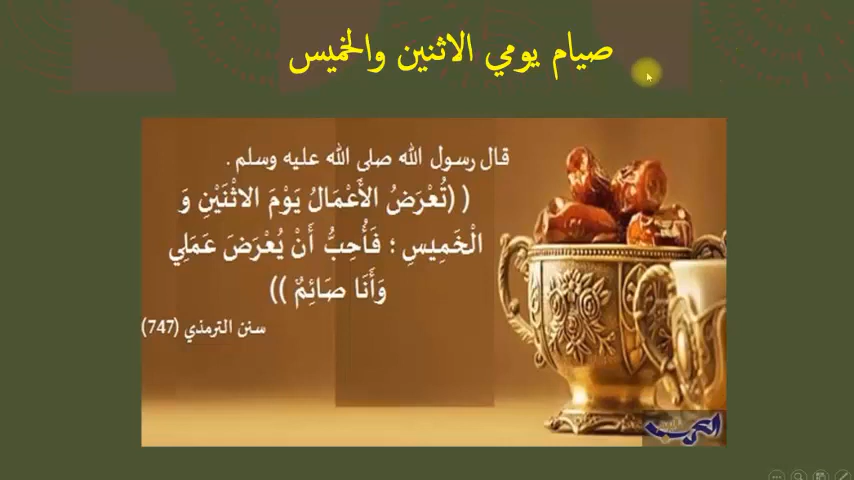 صيام يومي الاثنين والخميس
قال رسول الله صلى الله عليه وسلم .
( (تُعْرَضُ الأَعْمَالُ يَوْمَ الاثْنَيْنِ وَ
الْخَمِيسِ ؛ فَأُحِبُّ أَنْ يُعْرَضَ عَمَلِي
وَأَنَا صَائِمٌ ))
سنن الترمذي (747)